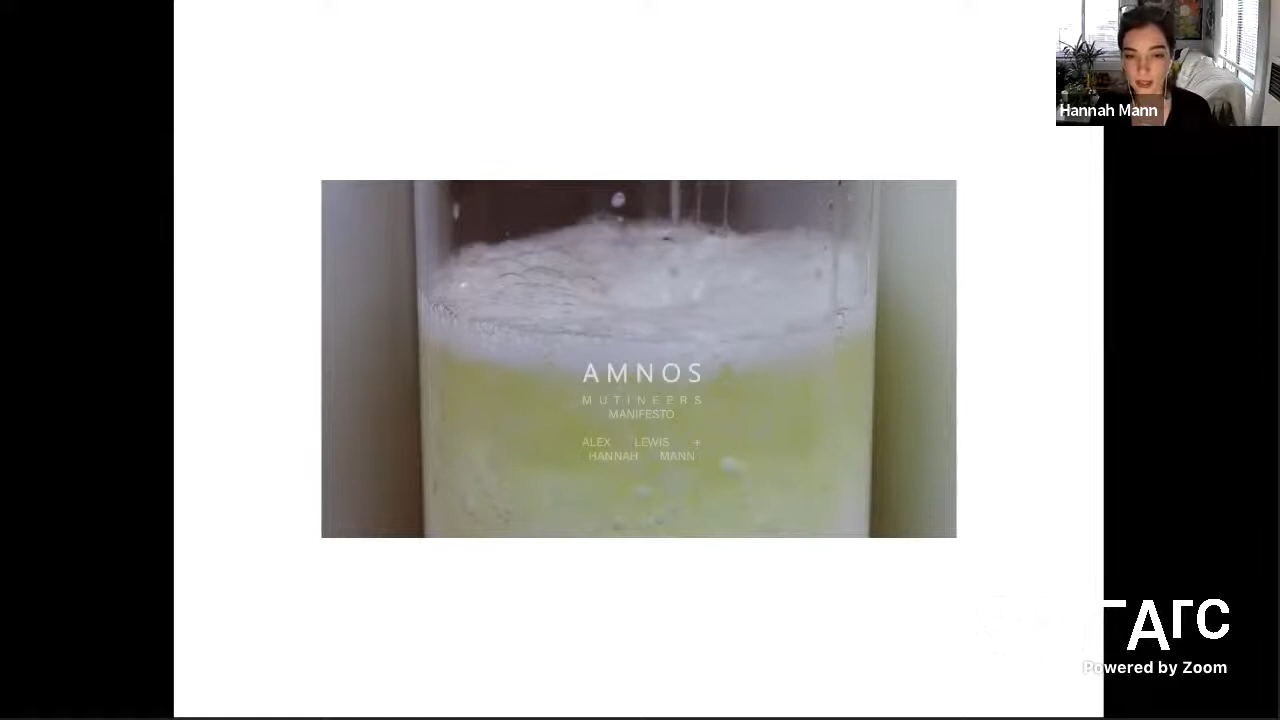 Hannah Mann
AMNOS
MUTINEERS
MANIFESTO
ALEX LEWIS +
HANNAH MANN
Powered by Zoom